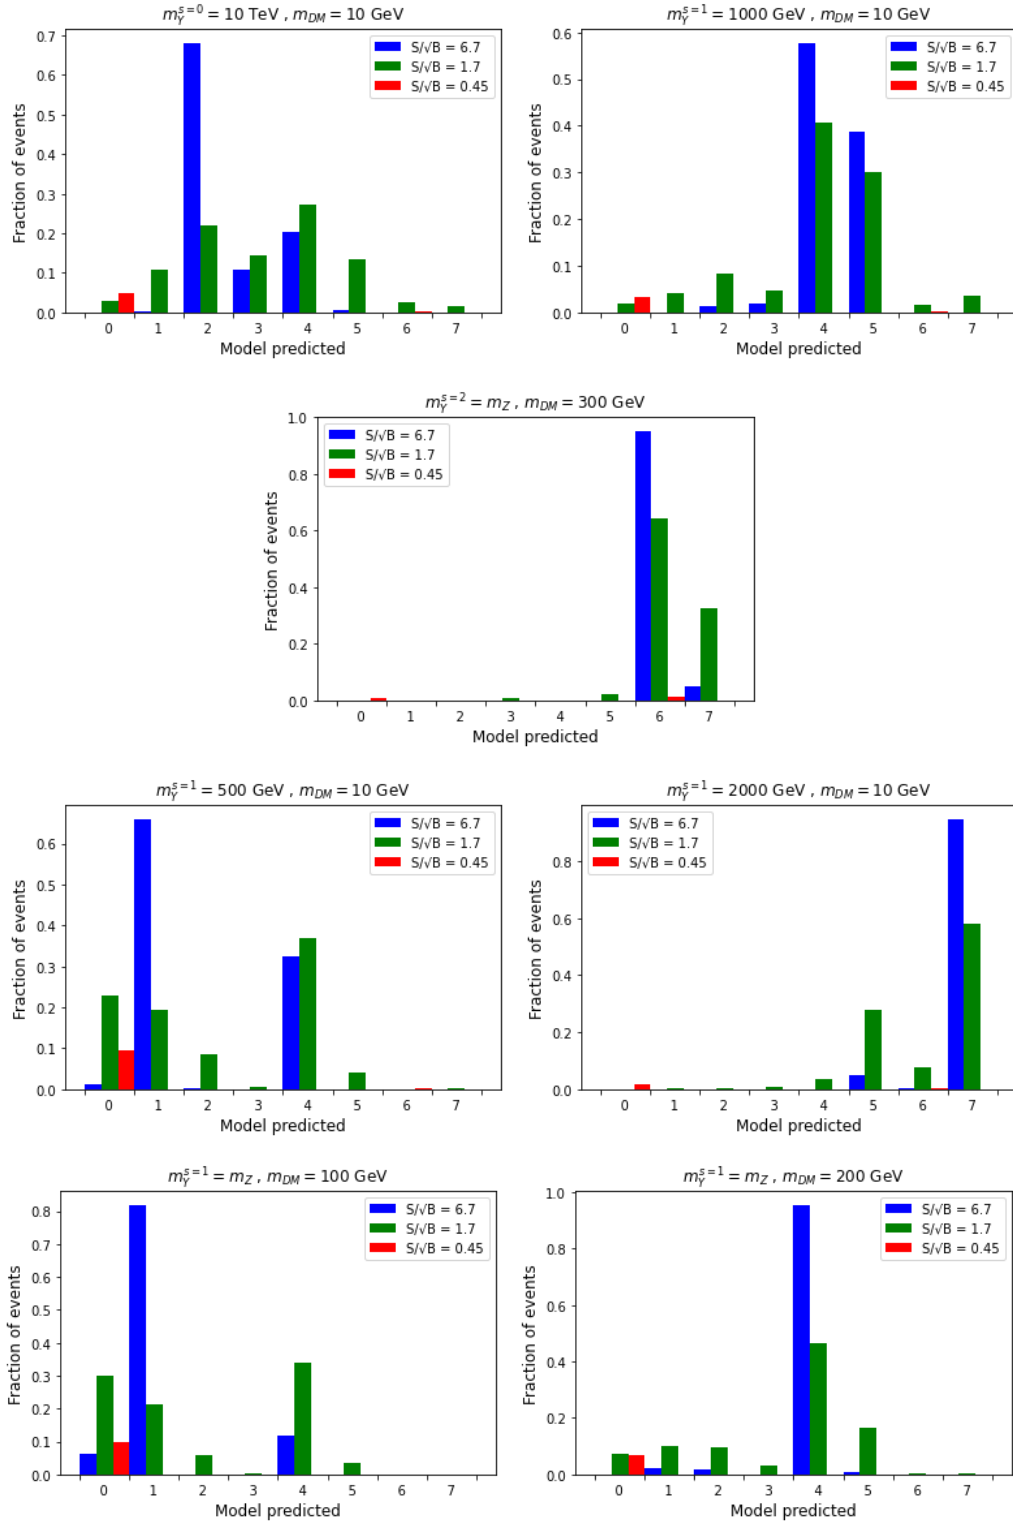 m_Y^{s=0} = 10 TeV , m_{DM} = 10 GeV
0.7
0.6
0.5
0.4
0.3
0.2
0.1
0.0
Fraction of events
S/√B = 6.7
S/√B = 1.7
S/√B = 0.45
0 1 2 3 4 5 6 7
Model predicted
m_Y^{s=1} = 1000 GeV , m_{DM} = 10 GeV
0.6
0.5
0.4
0.3
0.2
0.1
0.0
Fraction of events
S/√B = 6.7
S/√B = 1.7
S/√B = 0.45
0 1 2 3 4 5 6 7
Model predicted
m_Y^{s=2} = m_Z , m_{DM} = 300 GeV
1.0
0.8
0.6
0.4
0.2
0.0
Fraction of events
S/√B = 6.7
S/√B = 1.7
S/√B = 0.45
0 1 2 3 4 5 6 7
Model predicted
m_Y^{s=1} = 500 GeV , m_{DM} = 10 GeV
0.6
0.5
0.4
0.3
0.2
0.1
0.0
Fraction of events
S/√B = 6.7
S/√B = 1.7
S/√B = 0.45
0 1 2 3 4 5 6 7
Model predicted
m_Y^{s=1} = 2000 GeV , m_{DM} = 10 GeV
0.8
0.6
0.4
0.2
0.0
Fraction of events
S/√B = 6.7
S/√B = 1.7
S/√B = 0.45
0 1 2 3 4 5 6 7
Model predicted
m_Y^{s=1} = m_Z , m_{DM} = 100 GeV
0.8
0.7
0.6
0.5
0.4
0.3
0.2
0.1
0.0
Fraction of events
S/√B = 6.7
S/√B = 1.7
S/√B = 0.45
0 1 2 3 4 5 6 7
Model predicted
m_Y^{s=1} = m_Z , m_{DM} = 200 GeV
1.0
0.8
0.6
0.4
0.2
0.0
Fraction of events
S/√B = 6.7
S/√B = 1.7
S/√B = 0.45
0 1 2 3 4 5 6 7
Model predicted